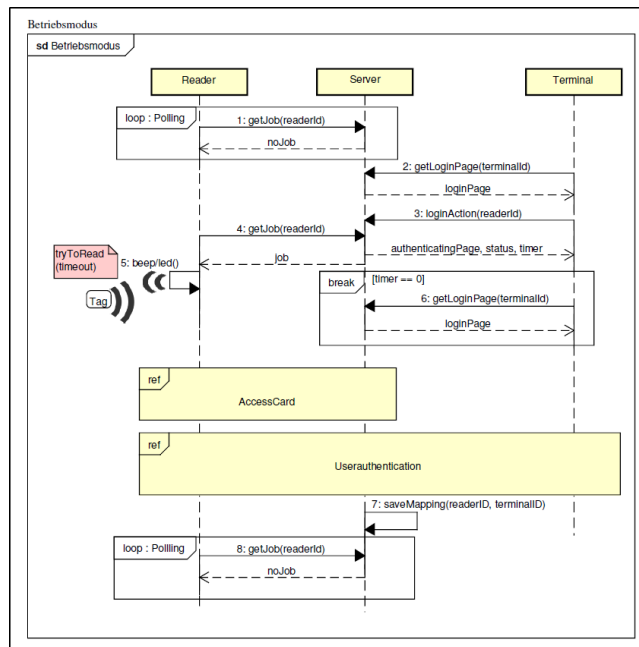 Betriebsmodus
sd Betriebsmodus
Reader
Server
Terminal
loop : Polling
1: getJob(readerId)
noJob
2: getLoginPage(terminalId)
loginPage
3: loginAction(readerId)
4: getJob(readerId)
authenticatingPage, status, timer
job
tryToRead
(timeout)
5: beep/led()
Tag
break
[timer == 0]
6: getLoginPage(terminalId)
loginPage
ref
AccessCard
ref
Userauthentication
7: saveMapping(readerID, terminalID)
loop : Pollling
8: getJob(readerId)
noJob